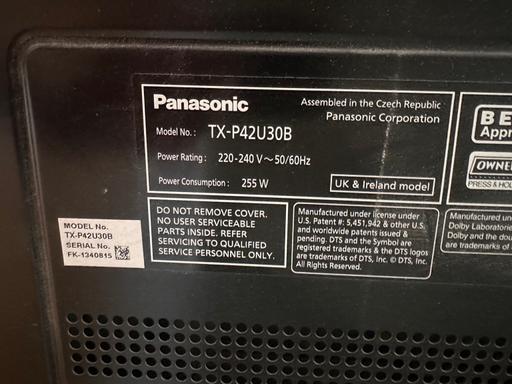 Panasonic
Assembled in the Czech Republic
Panasonic Corporation
Model No.: TX-P42U30B
Power Rating: 220-240 V~50/60Hz
Power Consumption: 255 W
UK & Ireland model
BE
Appr
OWNE
PRESS & HOL
MODEL No.
TX-P42U30B
SERIAL No.
FK-1340815
DO NOT REMOVE COVER.
NO USER SERVICEABLE
PARTS INSIDE. REFER
SERVICING TO QUALIFIED
SERVICE PERSONNEL ONLY.
Manufactured under license under
U.S. Patent #: 5,451,942 & other U.S.
and worldwide patents issued &
pending. DTS and the Symbol are
registered trademarks & the DTS logos
are trademarks of DTS, Inc. © DTS, Inc.
All Rights Reserved.
Manufactured un
Dolby Laboratorie
Dolby and the dou
are trademarks of